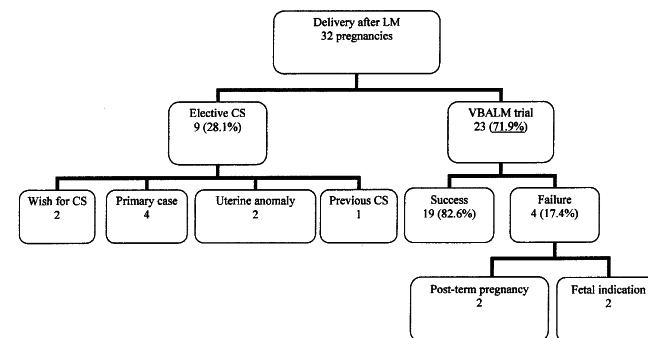 Delivery after LM
32 pregnancies
Elective CS
9 (28.1%)
VBALM trial
23 (71.9%)
Wish for CS
2
Primary case
4
Uterine anomaly
2
Previous CS
1
Success
19 (82.6%)
Failure
4 (17.4%)
Post-term pregnancy
2
Fetal indication
2